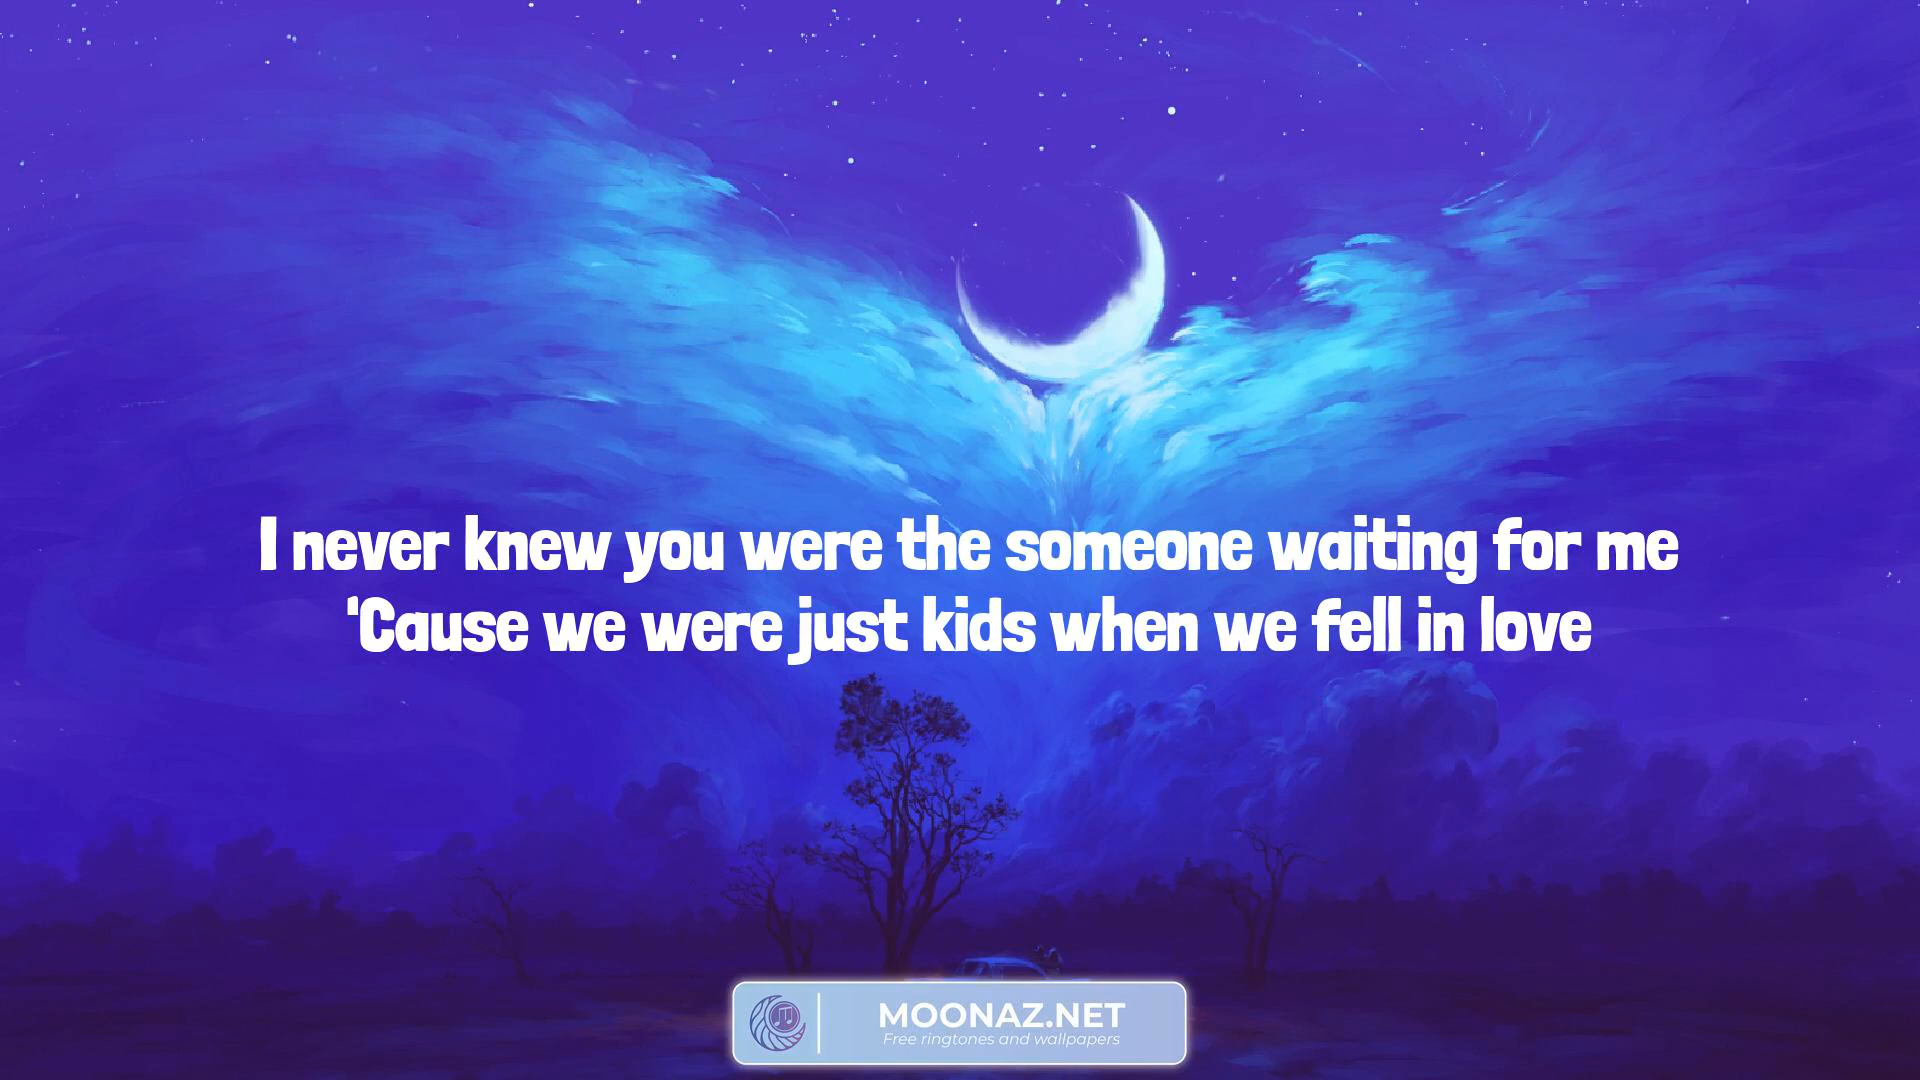 I never knew you were the someone waiting for me
'Cause we were just kids when we fell in love
MOONAZ.NET
Free ringtones and wallpapers